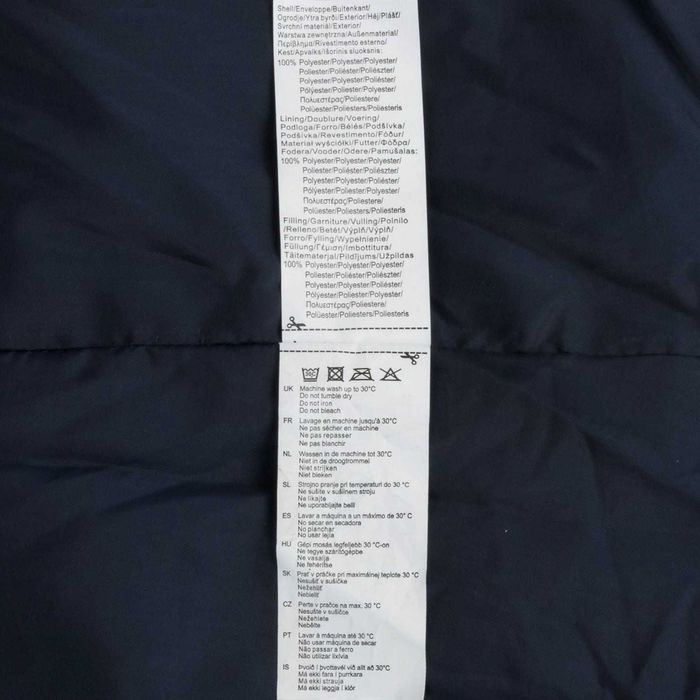 Shell/Enveloppe/Buitenkant/
Ogrodje/Ytra byrði/Exterior/Héj/Plášť/
Svrchní materiál/Exterior/
Warstwa zewnętrzna/Außenmaterial/
Περίβλημα/Rivestimento esterno/
Kest/Apvalks/Išorinis sluoksnis:
100% Polyester/Polyester/Polyester/
Poliester/Poliéster/Poliészter/
Polyester/Polyester/Poliéster/
Polyester/Poliester/Polyester/
Πολυεστέρας/Poliestere/
Polüester/Poliesters/Poliesteris
Lining/Doublure/Voering/
Podloga/Forro/Bélés/Podšívka/
Podšívka/Revestimento/Fóður/
Materiał wyściółki/Futter/Φόδρα/
Fodera/Vooder/Odere/Pamušalas:
100% Polyester/Polyester/Polyester/
Poliester/Poliéster/Poliészter/
Polyester/Polyester/Poliéster/
Pólýester/Poliester/Polyester/
Πολυεστέρας/Poliestere/
Polüester/Poliesters/Poliesteris
Filling/Garniture/Vulling/Polnilo
/Relleno/Betét/Výplň/Výplň/
Forro/Fylling/Wypełnienie/
Füllung/Γέμιση/Imbottitura/
Täitematerjal/Pildījums/Užpildas
100% Polyester/Polyester/Polyester/
Poliester/Poliéster/Poliészter/
Polyester/Polyester/Poliéster/
Pólýester/Poliester/Polyester/
Πολυεστέρας/Poliestere/
Polüester/Poliesters/Poliesteris
30C
UK Machine wash up to 30°C
Do not tumble dry
Do not iron
Do not bleach
FR Lavage en machine jusqu'à 30°C
Ne pas sécher en machine
Ne pas repasser
Ne pas blanchir
NL Wassen in de machine tot 30°C
Niet in de droogtrommel
Niet strijken
Niet bleken
SL Strojno pranje pri temperaturi do 30 °C
Ne sušite v sušilnem stroju
Ne likajte
Ne uporabljajte belil
ES Lavar a máquina a un máximo de 30° C
No secar en secadora
No planchar
No usar lejía
HU Gépi mosás legfeljebb 30 °C-on
Ne tegye szárítógépbe
Ne vasalja
Ne fehérítse
SK Prať v práčke pri maximálnej teplote 30 °C
Nesušiť v sušičke
Nežehliť
Nebieliť
CZ Perte v pračce na max. 30 °C
Nesušte v sušičce
Nežehlete
Nebělte
PT Lavar à máquina até 30 °C
Não usar máquina de secar
Não passar a ferro
Não utilizar lixívia
IS Þvoið í þvottavél við allt að 30°C
Má ekki fara í þurrkara
Má ekki strauja
Má ekki leggja í klór